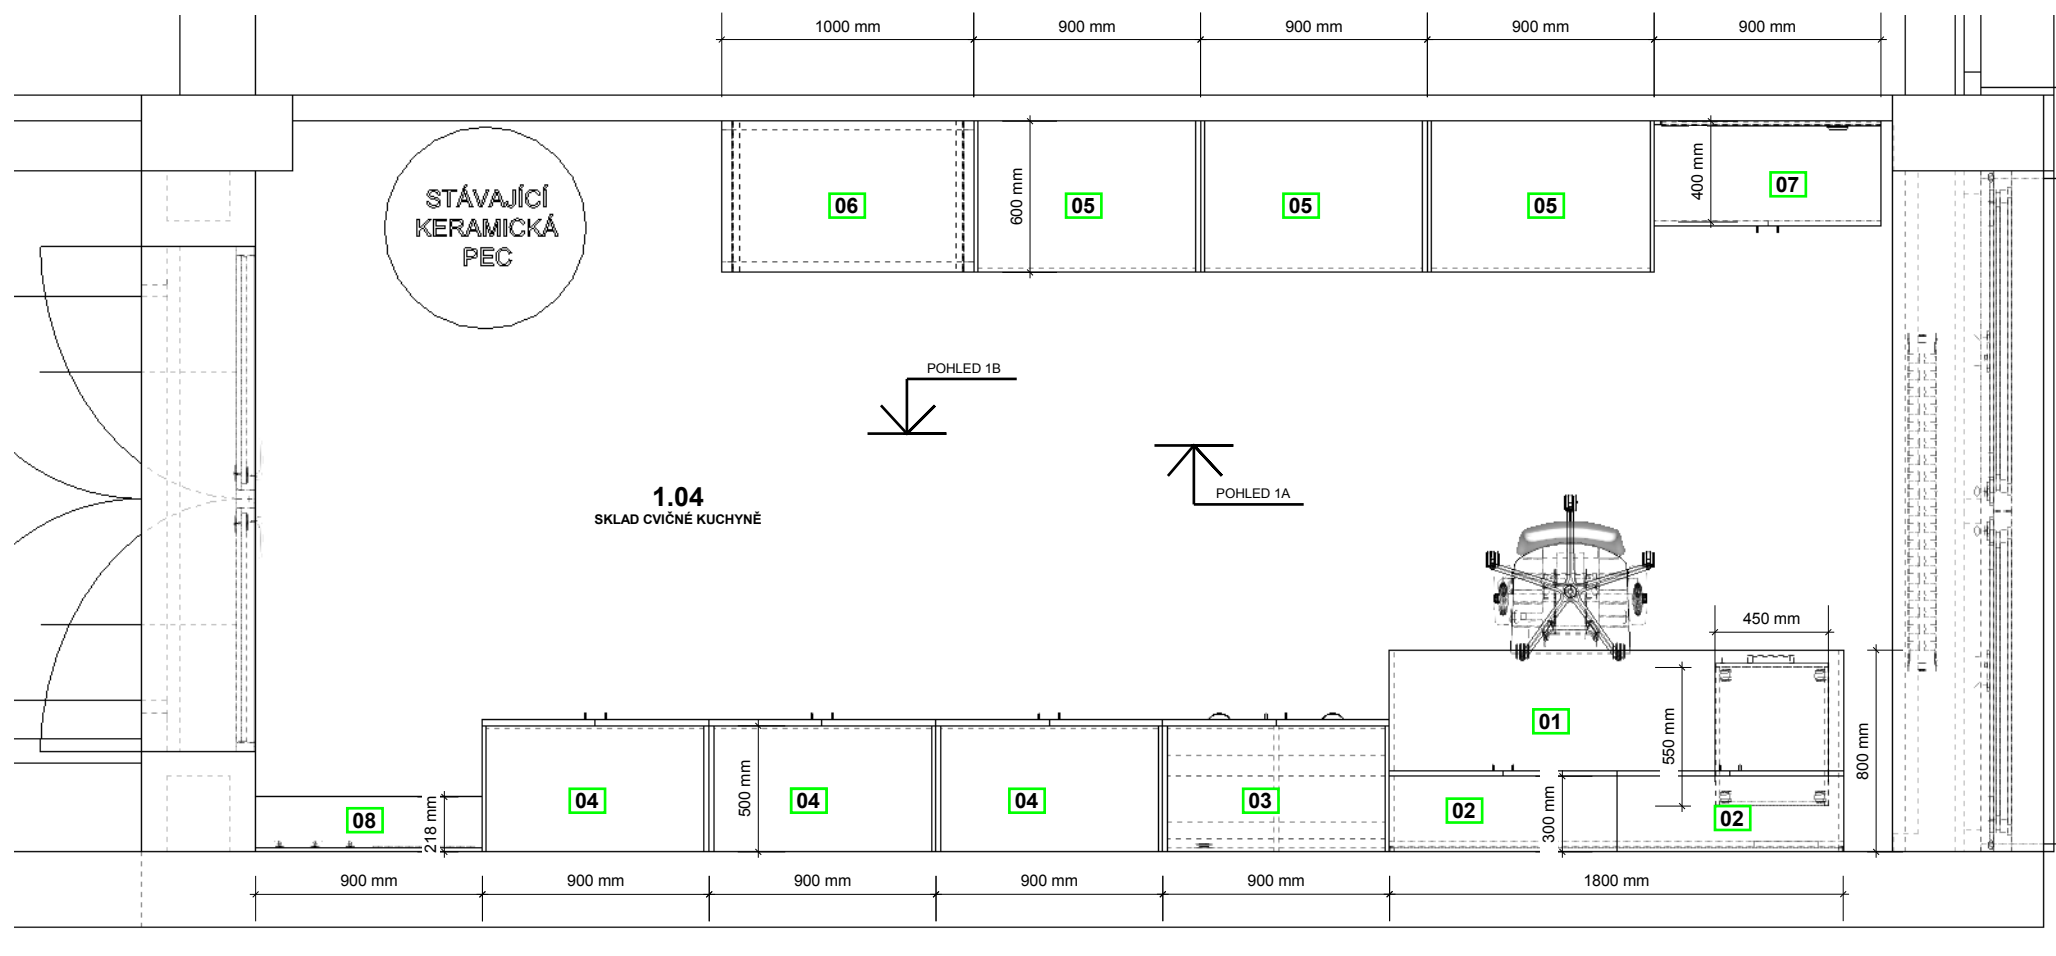 1000 mm
900 mm
900 mm
900 mm
900 mm
STÁVAJÍCÍ
KERAMICKÁ
PEC
06
600 mm
05
05
05
400 mm
07
POHLED 1B
POHLED 1A
1.04
SKLAD CVIČNÉ KUCHYNĚ
450 mm
550 mm
01
800 mm
08
218 mm
04
500 mm
04
04
03
02
300 mm
02
900 mm
900 mm
900 mm
900 mm
900 mm
1800 mm